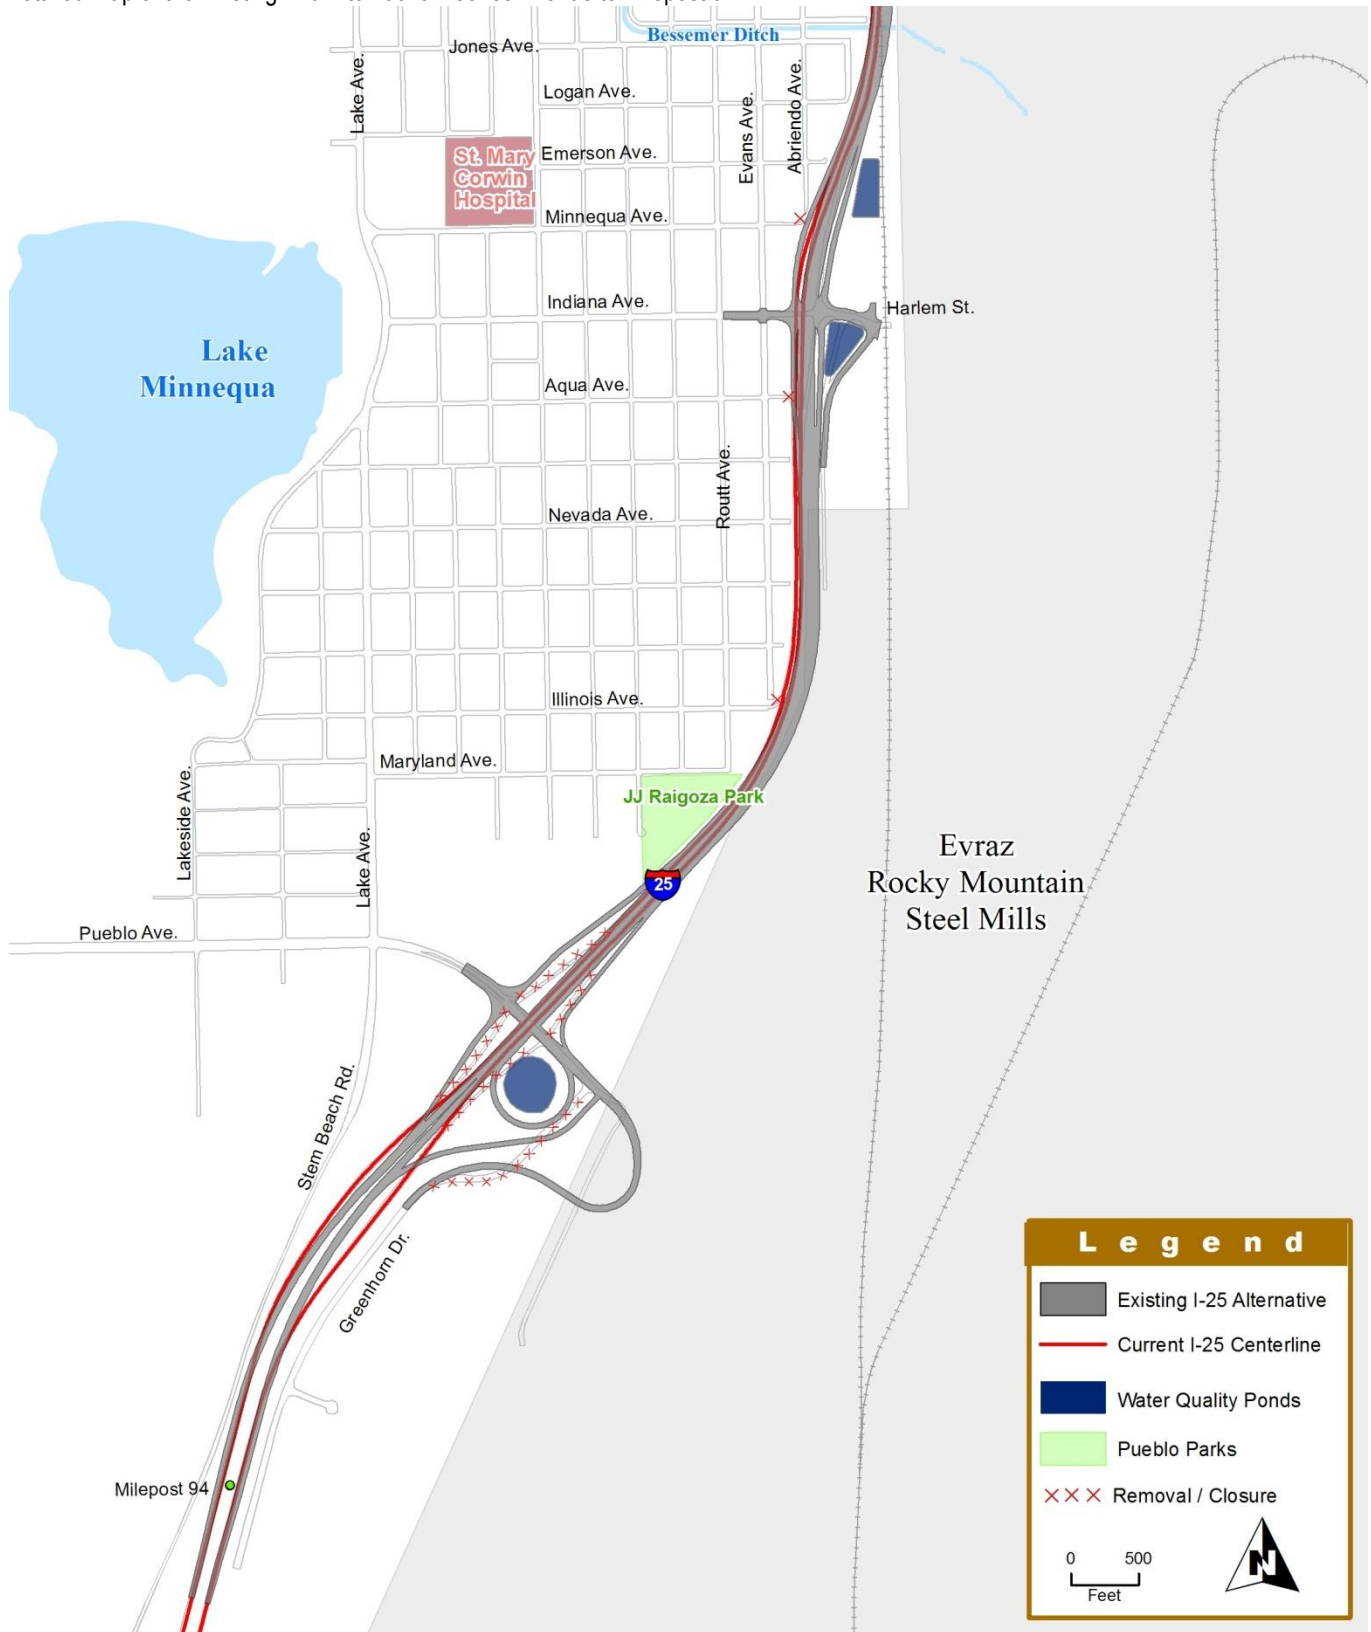 Bessemer Ditch
Jones Ave.
Lake Ave.
Logan Ave.
Evans Ave.
Abriendo Ave.
St. Mary
Corwin
Hospital
Emerson Ave.
Minnequa Ave.
Indiana Ave.
Harlem St.
Lake
Minnequa
Aqua Ave.
Routt Ave.
Nevada Ave.
Illinois Ave.
Maryland Ave.
Lakeside Ave.
JJ Raigoza Park
Lake Ave.
25
Evraz
Rocky Mountain
Steel Mills
Pueblo Ave.
Stem Beach Rd.
Greenhorn Dr.
Milepost 94
Legend
Existing I-25 Alternative
Current I-25 Centerline
Water Quality Ponds
Pueblo Parks
Removal / Closure
0 500
Feet
N